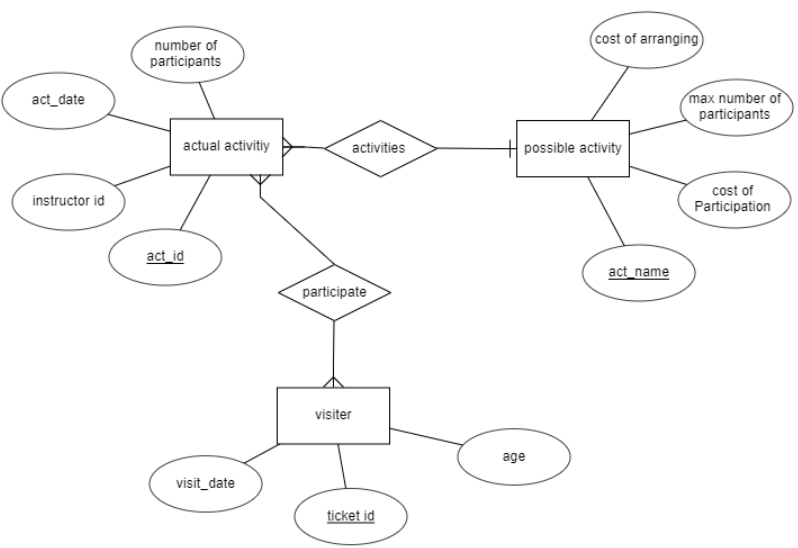 cost of arranging
number of
participants
act_date
max number of
participants
actual activitiy
activities
possible activity
instructor id
cost of
Participation
act_id
act_name
participate
visiter
visit_date
age
ticket id